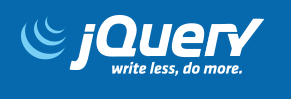 jQuery
write less, do more.